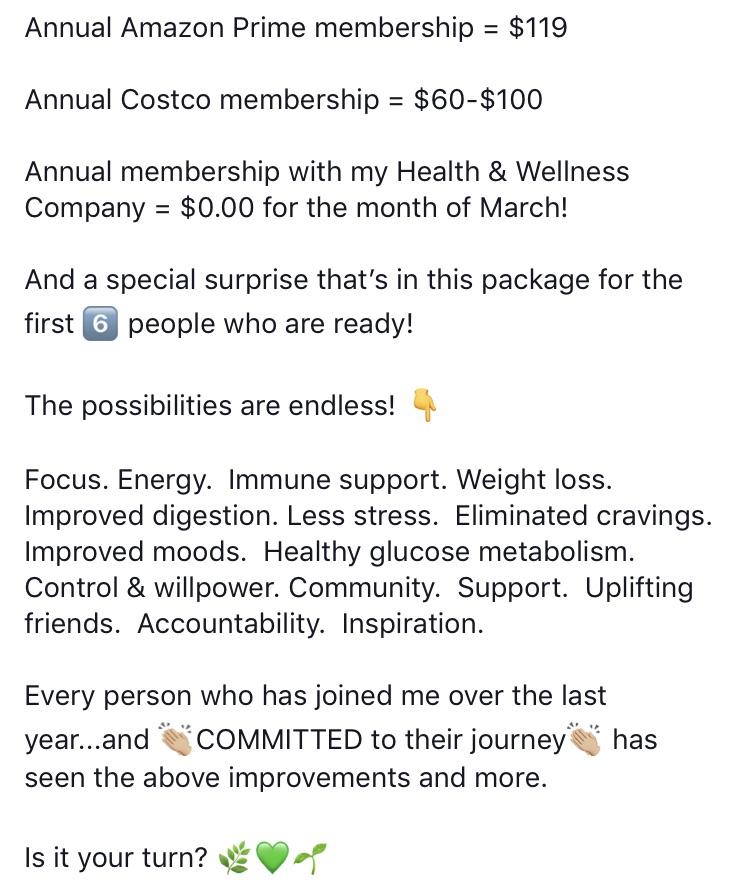 Annual Amazon Prime membership = $119
Annual Costco membership = $60-$100
Annual membership with my Health & Wellness
Company = $0.00 for the month of March!
And a special surprise that’s in this package for the
first 6️⃣ people who are ready!
The possibilities are endless! 👇
Focus. Energy.  Immune support. Weight loss.
Improved digestion. Less stress.  Eliminated cravings.
Improved moods.  Healthy glucose metabolism.
Control & willpower. Community.  Support.  Uplifting
friends.  Accountability.  Inspiration.
Every person who has joined me over the last
year...and 👏🏼COMMITTED to their journey👏🏼 has
seen the above improvements and more.
Is it your turn? 🌿💚🌱